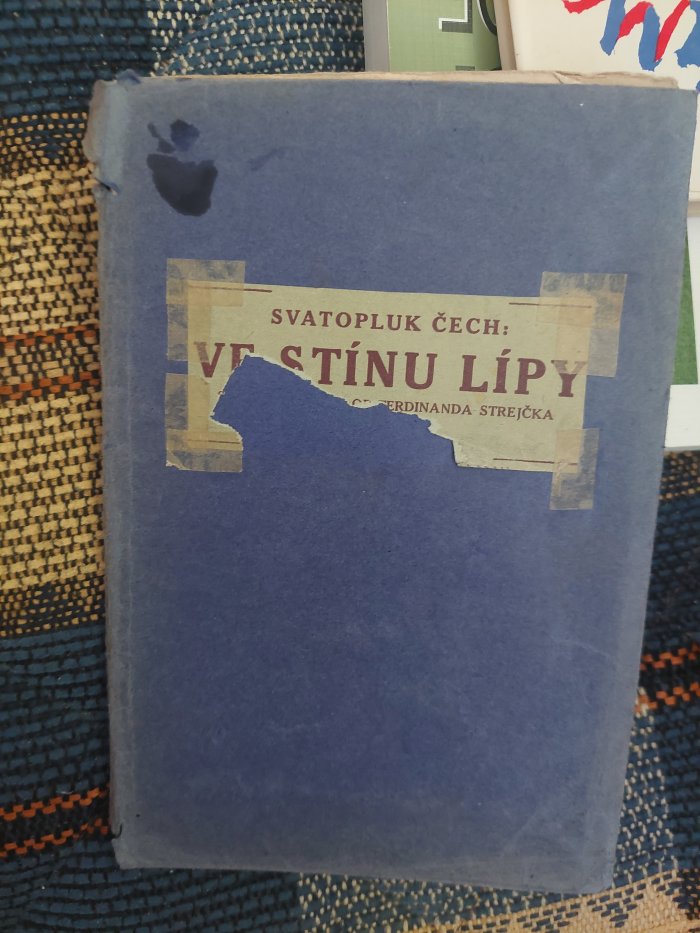 SVATOPLUK ČECH:
VE STÍNU LÍPY
FERDINANDA STREJČKA